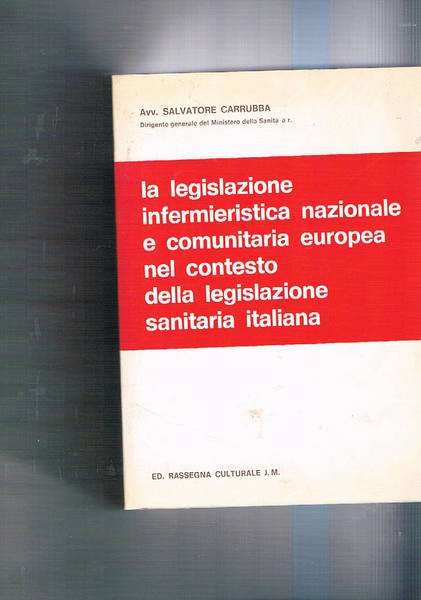 Avv. SALVATORE CARRUBBA
Dirigente generale del Ministero della Sanità a r.
la legislazione
infermieristica nazionale
e comunitaria europea
nel contesto
della legislazione
sanitaria italiana
ED. RASSEGNA CULTURALE J. M.